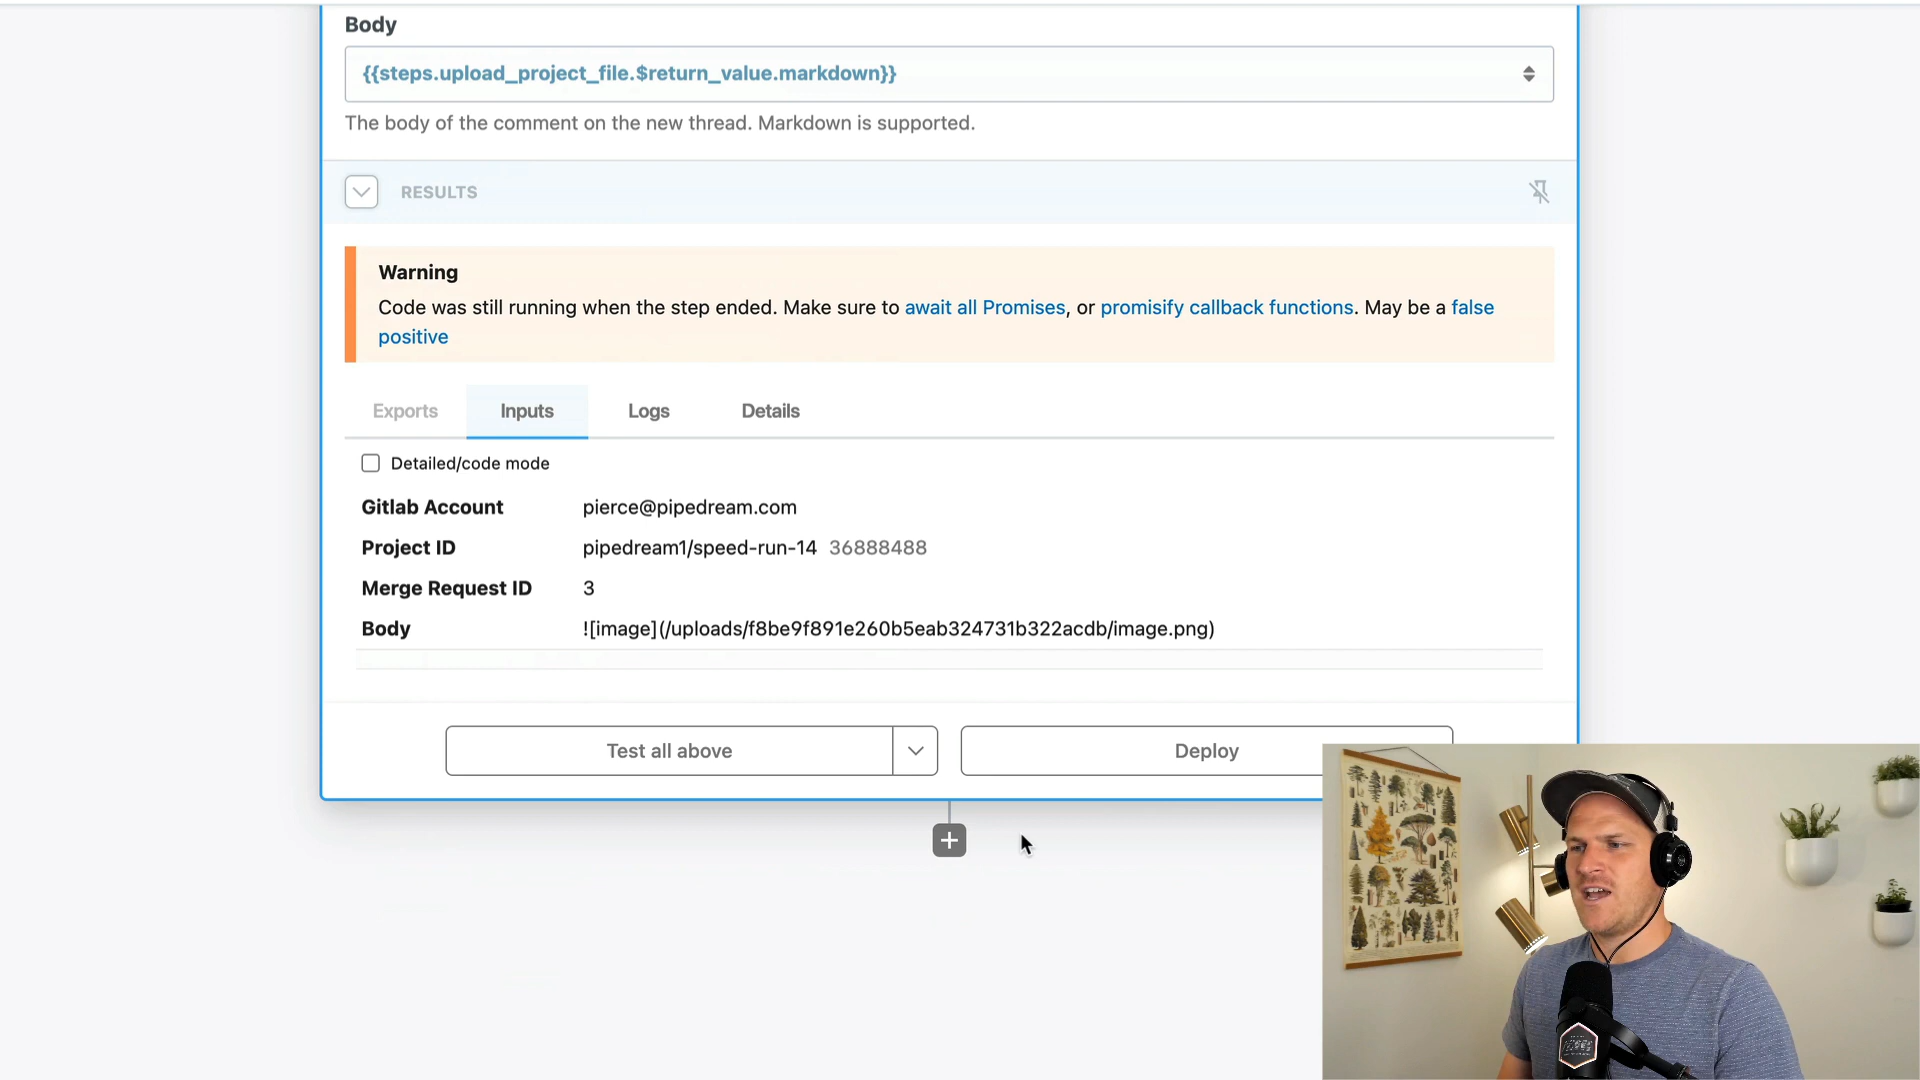 Body
{{steps.upload_project_file.$return_value.markdown}}
The body of the comment on the new thread. Markdown is supported.
RESULTS
Warning
Code was still running when the step ended. Make sure to await all Promises, or promisify callback functions. May be a false
positive
Exports
Inputs
Logs
Details
Detailed/code mode
Gitlab Account pierce@pipedream.com
Project ID pipedream1/speed-run-14 36888488
Merge Request ID 3
Body ![image](/uploads/f8be9f891e260b5eab324731b322acdb/image.png)
Test all above
Deploy